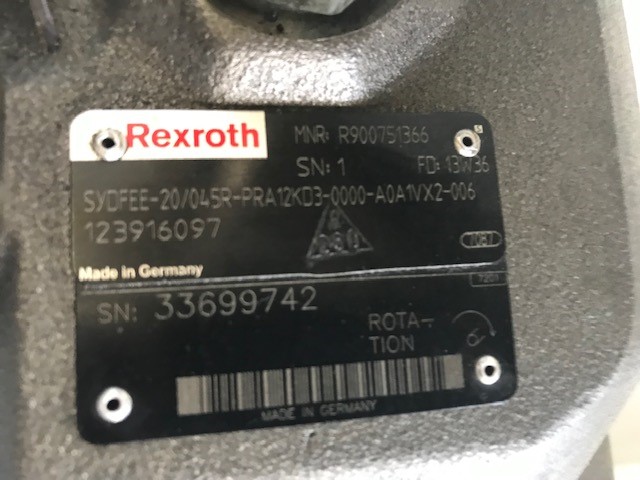 Rexroth
MNR: R900751366
SN: 1
FD: 13W36
SYDFEE-20/045R-PRA12KD3-0000-A0A1VX2-006
123916097
7087
Made in Germany
SN: 33699742
ROTA-
TION
MADE IN GERMANY